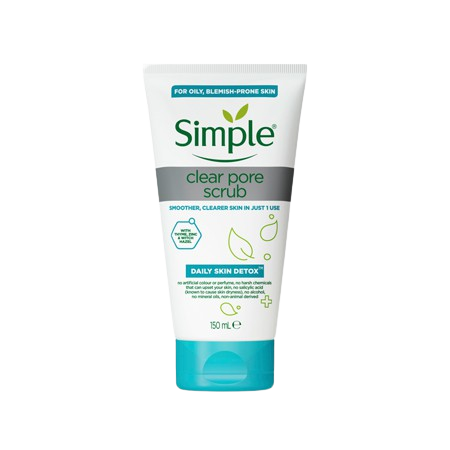 FOR OILY, BLEMISH-PRONE SKIN
Simple®
clear pore
scrub
SMOOTHER, CLEARER SKIN IN JUST 1 USE
WITH
THYME, ZINC
& WITCH
HAZEL
DAILY SKIN DETOX™
no artificial colour or perfume, no harsh chemicals
that can upset your skin, no salicylic acid
(known to cause skin dryness), no alcohol,
no mineral oils, non-animal derived.
150 mL ℮